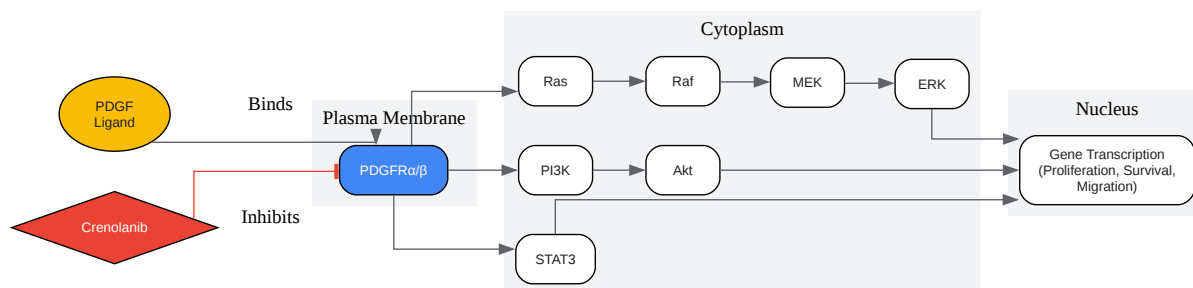 Cytoplasm
Ras
Raf
MEK
ERK
PDGF
Ligand
Binds
Plasma Membrane
Nucleus
PDGFRα/β
PI3K
Akt
Gene Transcription
(Proliferation, Survival,
Migration)
Crenolanib
Inhibits
STAT3